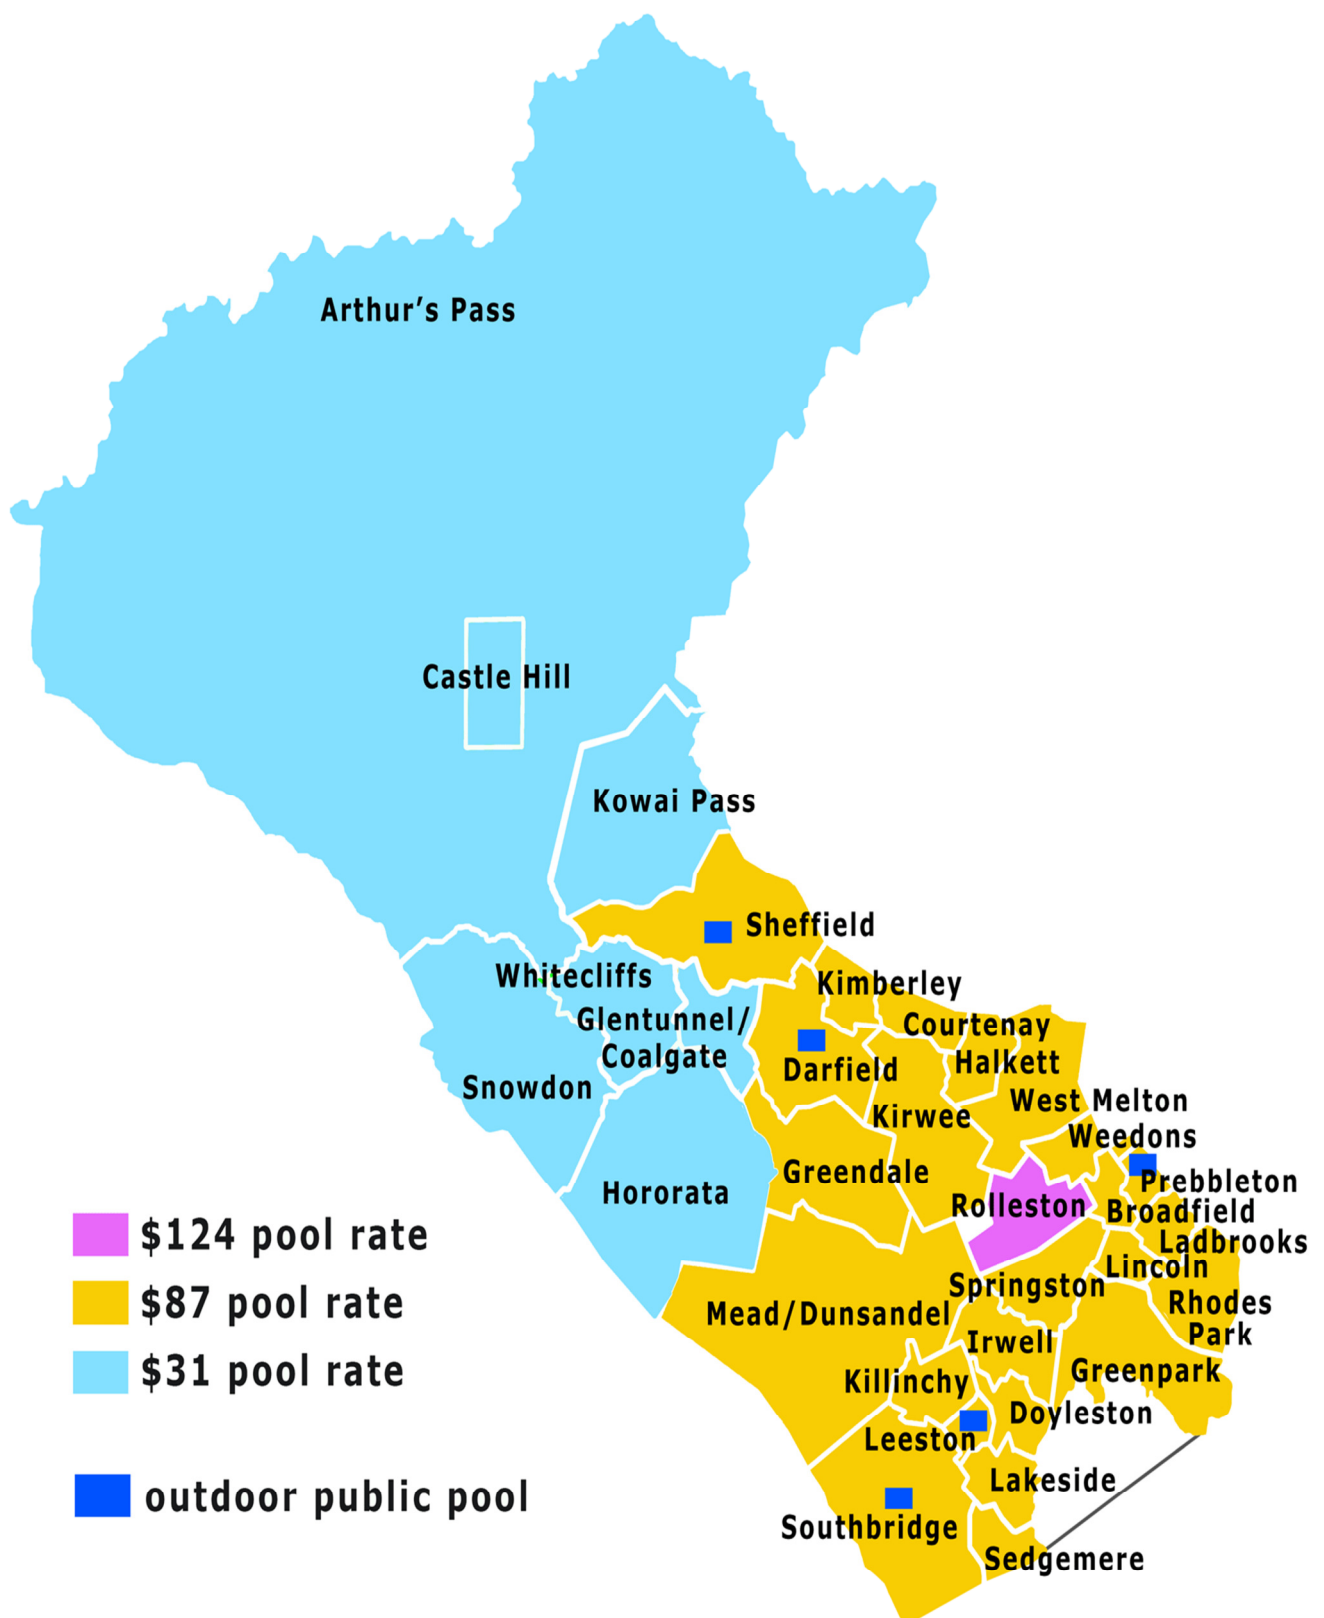 Arthur’s Pass
Castle Hill
Kowai Pass
Sheffield
Whitecliffs
Kimberley
Glentunnel/
Coalgate
Courtenay
Halkett
Darfield
Snowdon
West Melton
Kirwee
Weedons
Greendale
Prebbleton
Hororata
Rolleston
Broadfield
Ladbrooks
Lincoln
Springston
Rhodes
Park
Mead/Dunsandel
Irwell
Greenpark
Killinchy
Doyleston
Leeston
Lakeside
Southbridge
Sedgemere
$124 pool rate
$87 pool rate
$31 pool rate
outdoor public pool